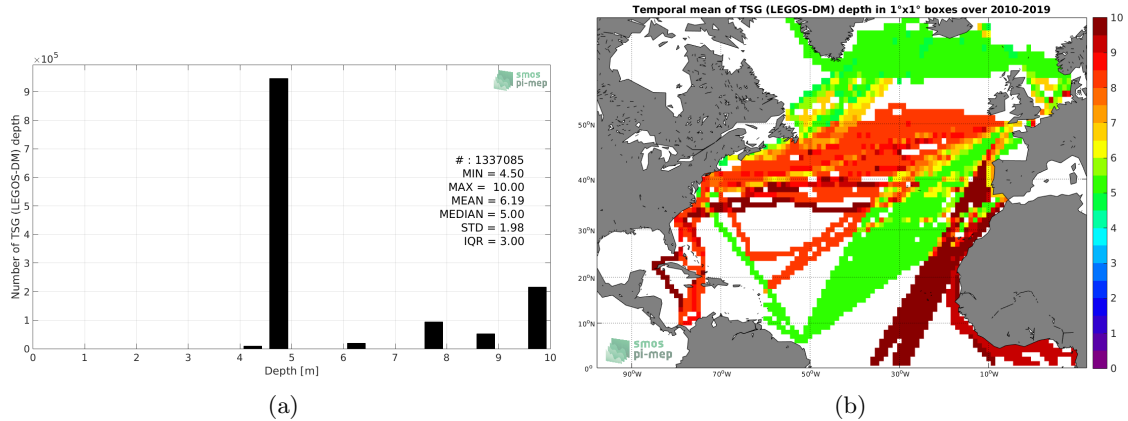 ×10⁵
9
8
7
6
5
4
3
2
1
0
0 1 2 3 4 5 6 7 8 9 10
Depth [m]
Number of TSG (LEGOS-DM) depth
smos
pi-mep
# : 1337085
MIN = 4.50
MAX = 10.00
MEAN = 6.19
MEDIAN = 5.00
STD = 1.98
IQR = 3.00
smos
pi-mep
(a)
Temporal mean of TSG (LEGOS-DM) depth in 1°x1° boxes over 2010-2019
50°N
40°N
30°N
20°N
10°N
0°
90°W 70°W 50°W 30°W 10°W
smos
pi-mep
10
9
8
7
6
5
4
3
2
1
0
(b)